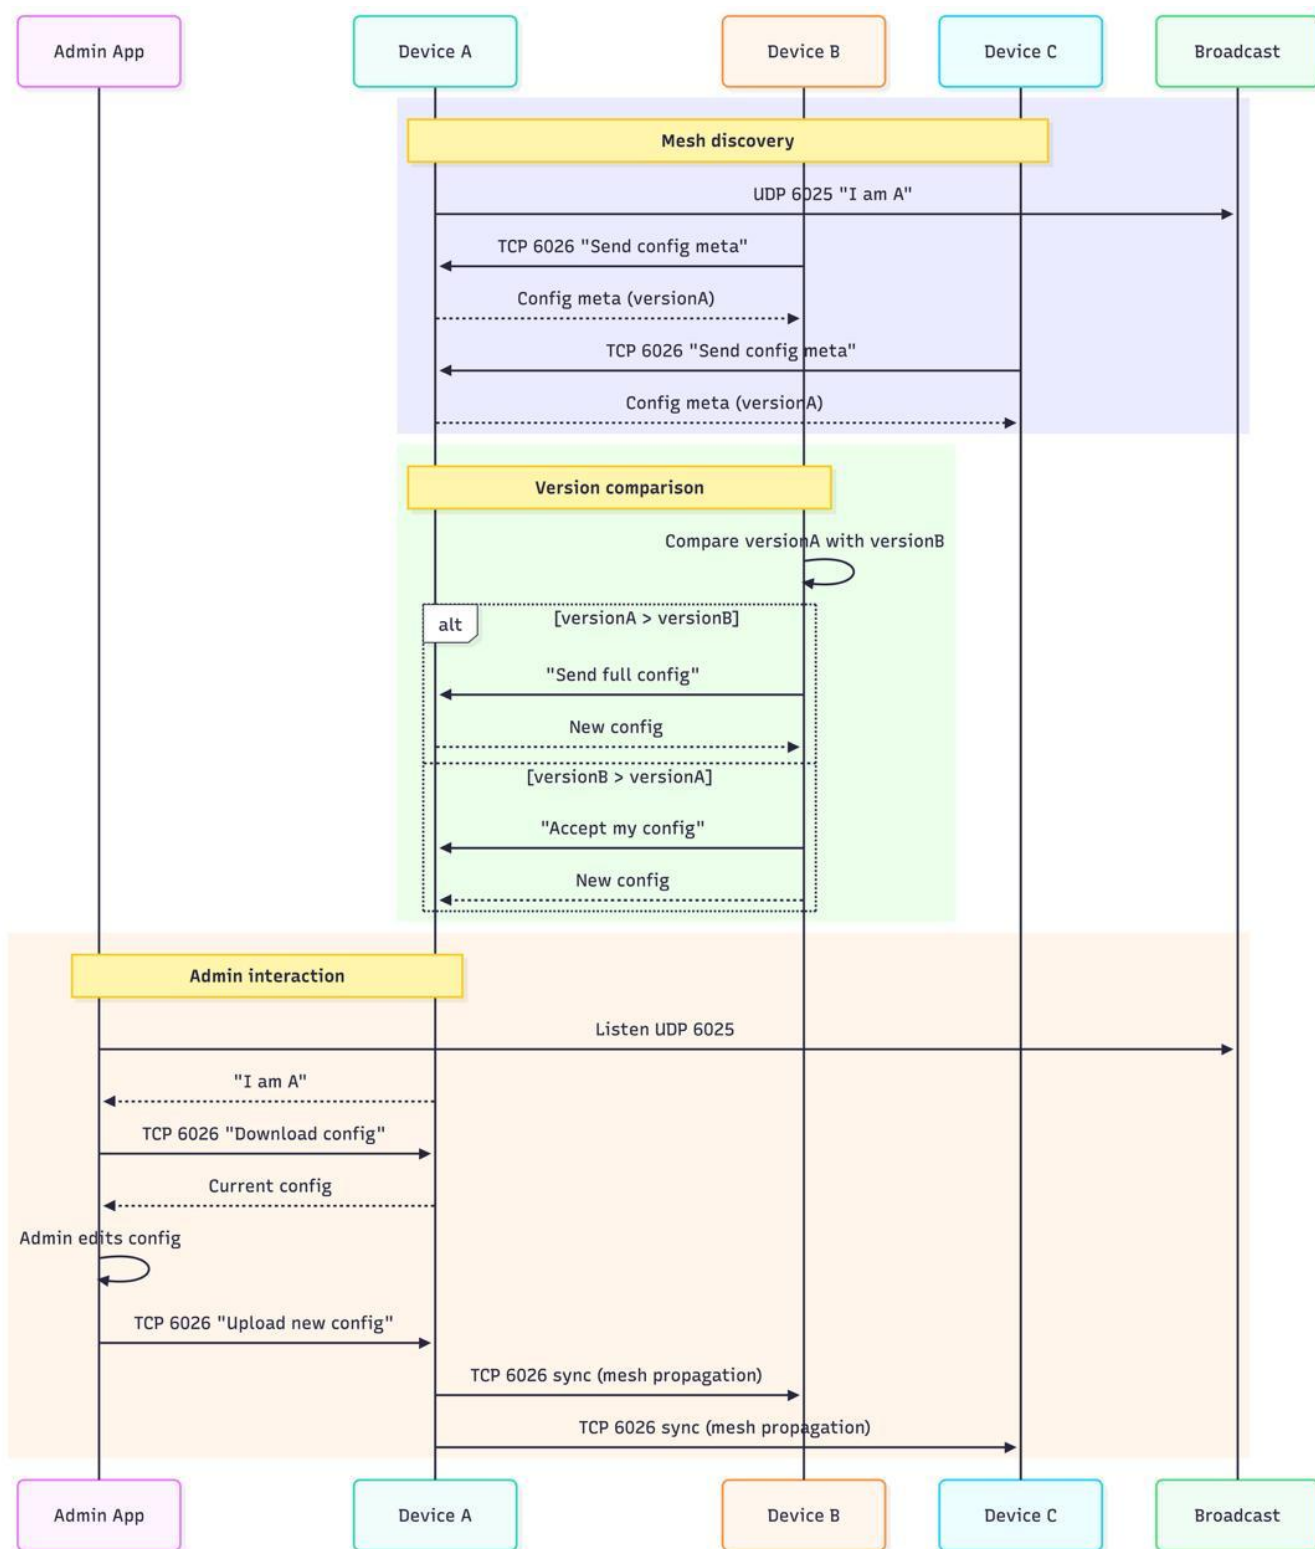 Admin App
Device A
Device B
Device C
Broadcast
Mesh discovery
UDP 6025 "I am A"
TCP 6026 "Send config meta"
Config meta (versionA)
TCP 6026 "Send config meta"
Config meta (versionA)
Version comparison
Compare versionA with versionB
alt
[versionA > versionB]
"Send full config"
New config
[versionB > versionA]
"Accept my config"
New config
Admin interaction
Listen UDP 6025
"I am A"
TCP 6026 "Download config"
Current config
Admin edits config
TCP 6026 "Upload new config"
TCP 6026 sync (mesh propagation)
TCP 6026 sync (mesh propagation)
Admin App
Device A
Device B
Device C
Broadcast